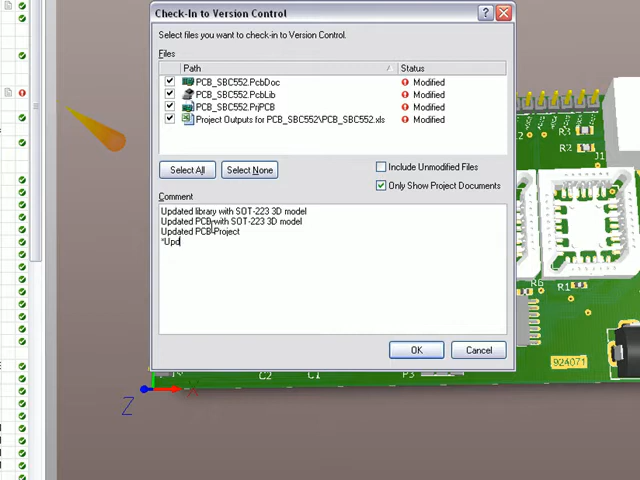 Check-In to Version Control
Select files you want to check-in to Version Control.
Files
Path
Status
PCB_SBC552.PcbDoc
Modified
PCB_SBC552.PcbLib
Modified
PCB_SBC552.PrjPCB
Modified
Project Outputs for PCB_SBC552\PCB_SBC552.xls
Modified
Select All
Select None
Include Unmodified Files
Only Show Project Documents
Comment
Updated library with SOT-223 3D model
Updated PCB with SOT-223 3D model
Updated PCB Project
*Upd
OK
Cancel
R3
R2
J1
R6
R1
924071
C2
C1
P3
Z
X